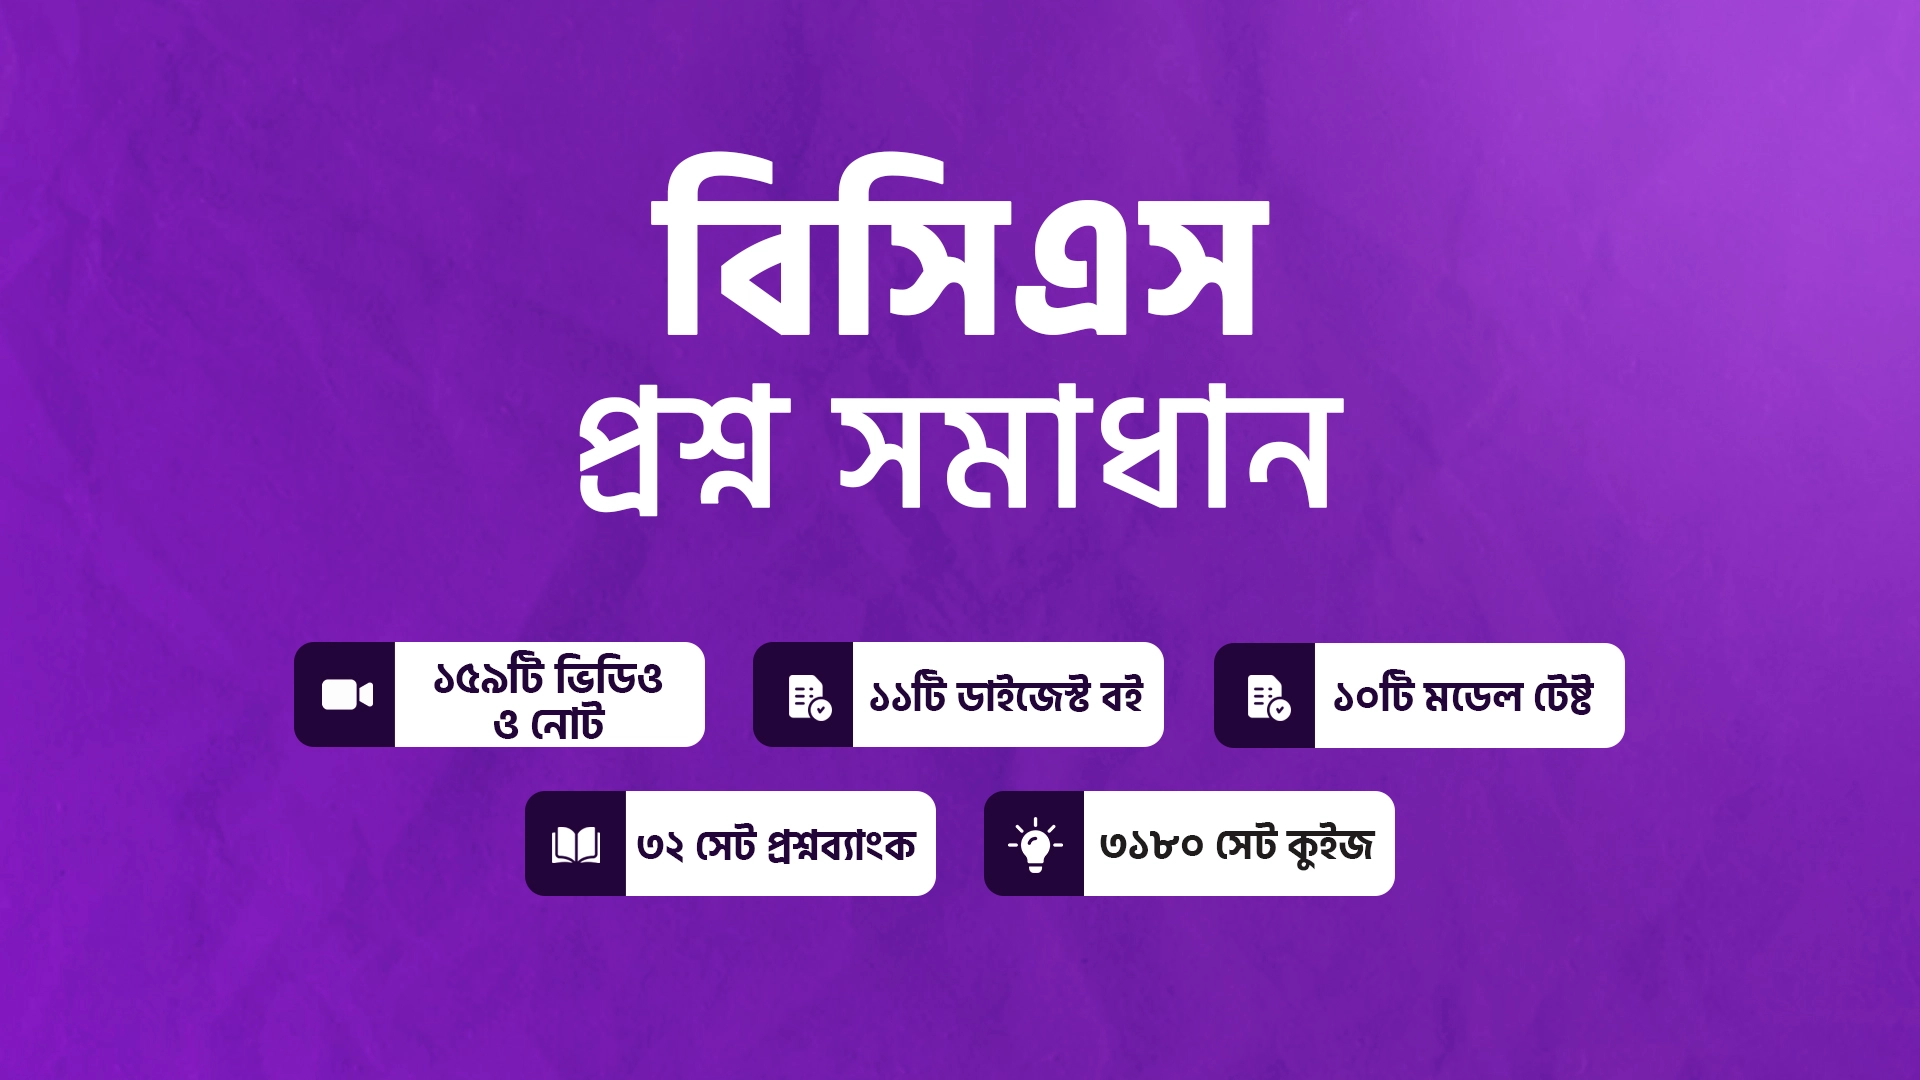 বিসিএস
প্রশ্ন সমাধান
১৫৯টি ভিডিও
ও নোট
১১টি ডাইজেস্ট বই
১০টি মডেল টেষ্ট
৩২ সেট প্রশ্নব্যাংক
৩১৮০ সেট কুইজ